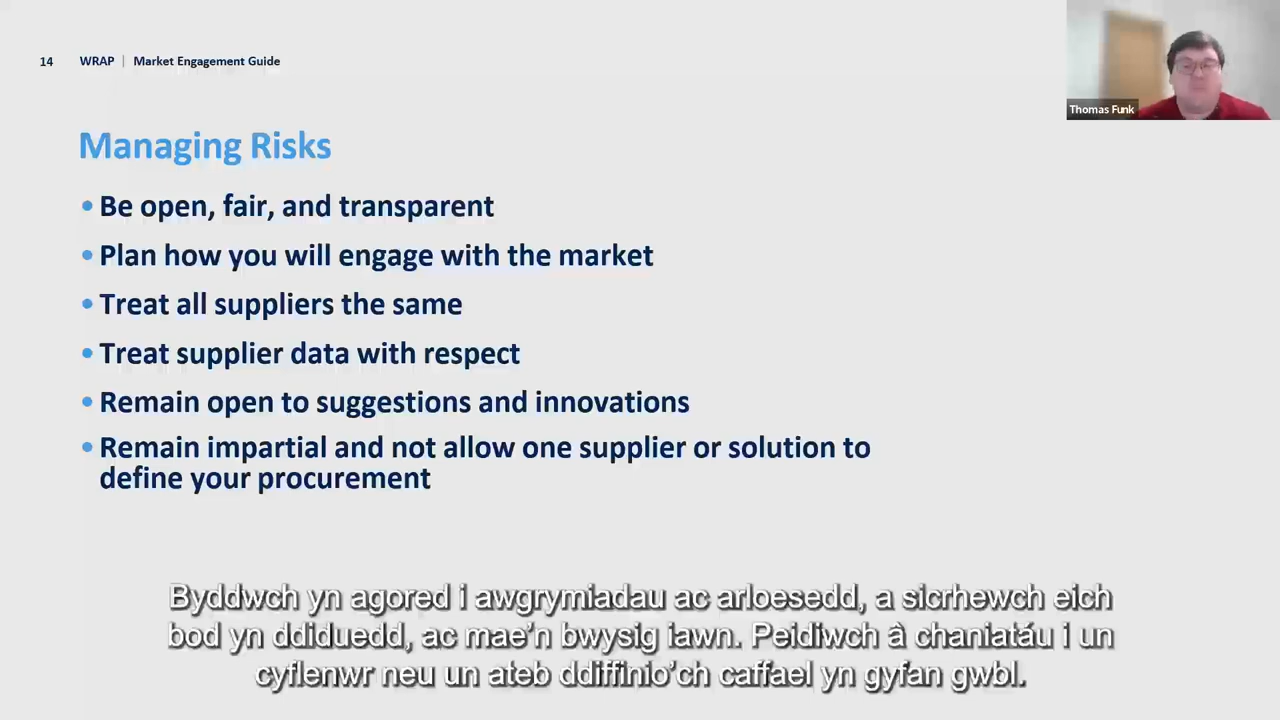 14 WRAP | Market Engagement Guide
Thomas Funk
Managing Risks
• Be open, fair, and transparent
• Plan how you will engage with the market
• Treat all suppliers the same
• Treat supplier data with respect
• Remain open to suggestions and innovations
• Remain impartial and not allow one supplier or solution to
define your procurement
Byddwch yn agored i awgrymiadau ac arloesedd, a sicrhewch eich
bod yn ddiduedd, ac mae’n bwysig iawn. Peidiwch â chaniatáu i un
cyflenwr neu un ateb ddiffinio’ch caffael yn gyfan gwbl.